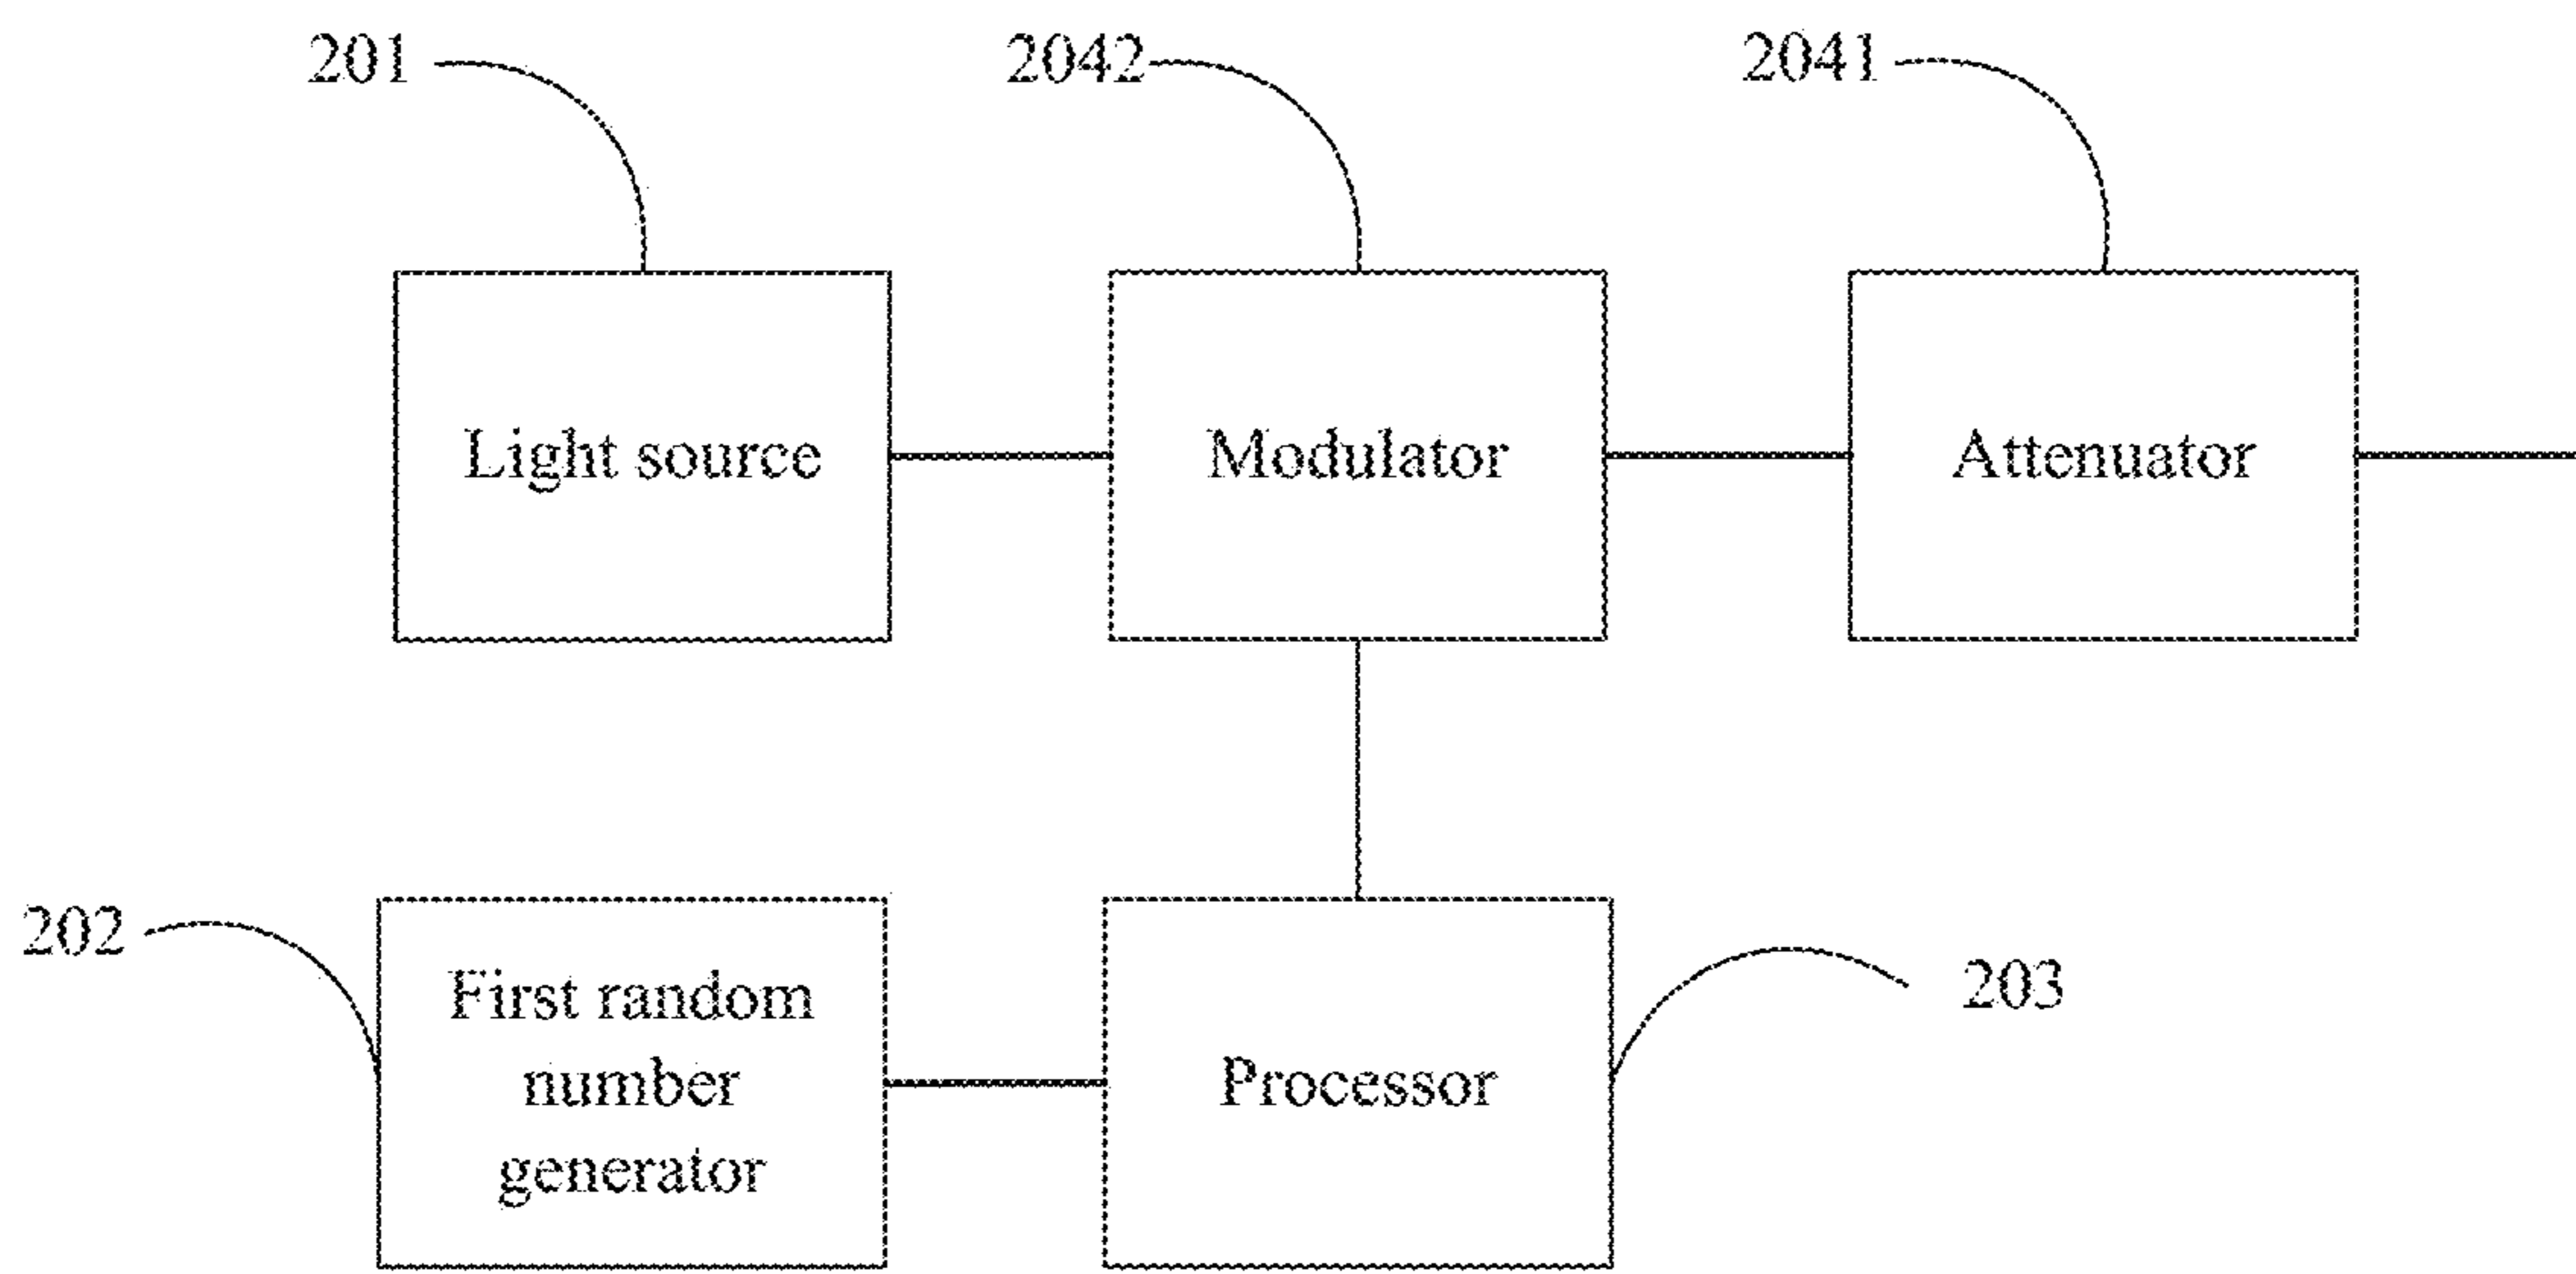 201
2042
2041
Light source
Modulator
Attenuator
202
First random
number
generator
Processor
203